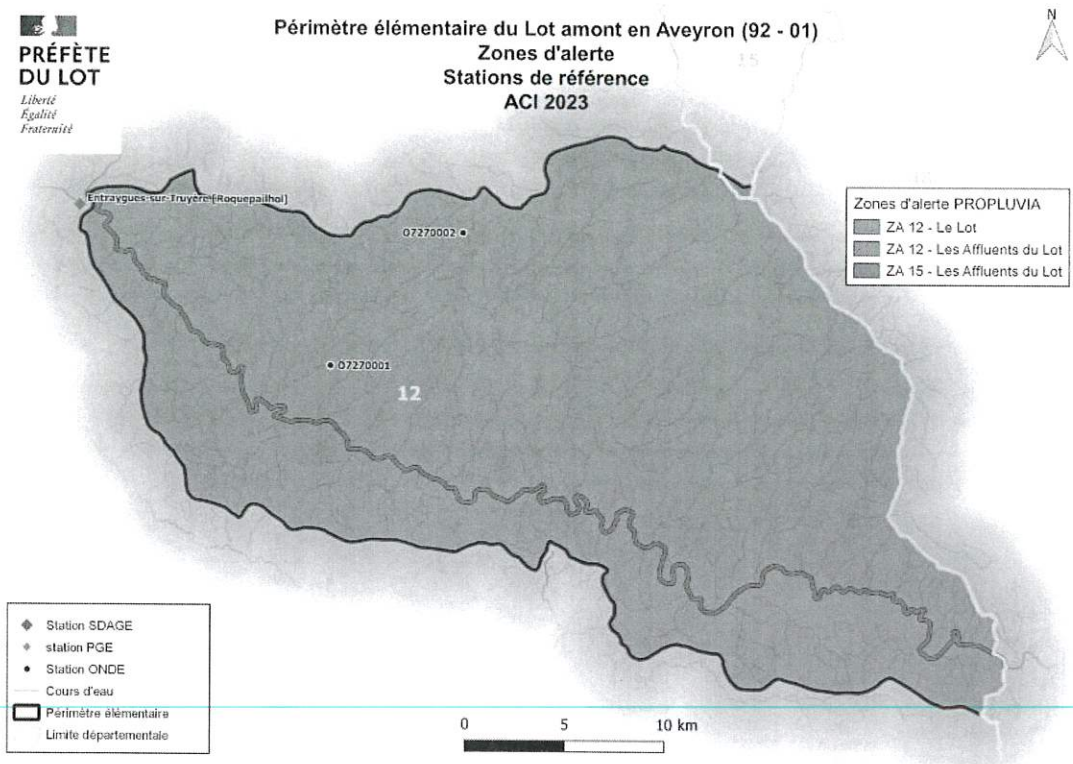 PRÉFÈTE
DU LOT
Liberté
Égalité
Fraternité
Périmètre élémentaire du Lot amont en Aveyron (92 - 01)
Zones d'alerte
Stations de référence
ACI 2023
N
15
Entraygues-sur-Truyère [Roquepailhol]
O7270002
O7270001
12
Zones d'alerte PROPLUVIA
ZA 12 - Le Lot
ZA 12 - Les Affluents du Lot
ZA 15 - Les Affluents du Lot
Station SDAGE
station PGE
Station ONDE
Cours d'eau
Périmètre élémentaire
Limite départementale
0 5 10 km